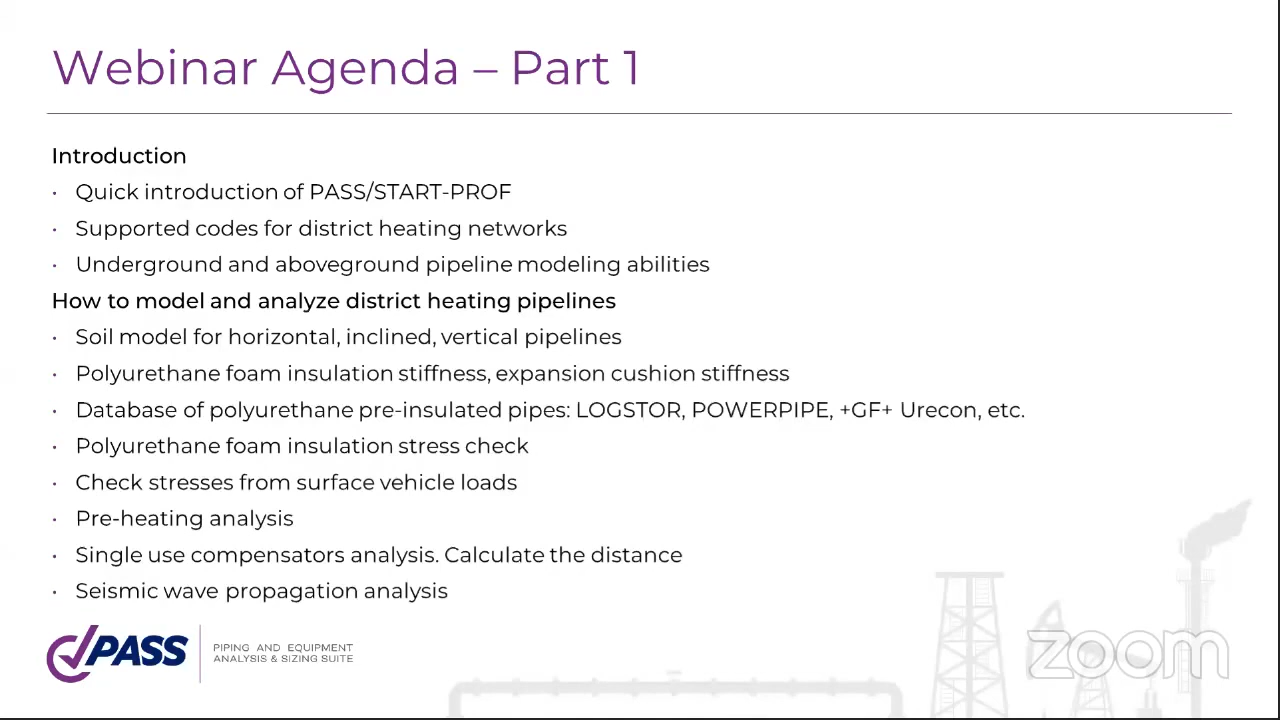 Webinar Agenda – Part 1
Introduction
• Quick introduction of PASS/START-PROF
• Supported codes for district heating networks
• Underground and aboveground pipeline modeling abilities
How to model and analyze district heating pipelines
• Soil model for horizontal, inclined, vertical pipelines
• Polyurethane foam insulation stiffness, expansion cushion stiffness
• Database of polyurethane pre-insulated pipes: LOGSTOR, POWERPIPE, +GF+ Urecon, etc.
• Polyurethane foam insulation stress check
• Check stresses from surface vehicle loads
• Pre-heating analysis
• Single use compensators analysis. Calculate the distance
• Seismic wave propagation analysis
PASS
PIPING AND EQUIPMENT
ANALYSIS & SIZING SUITE
zoom